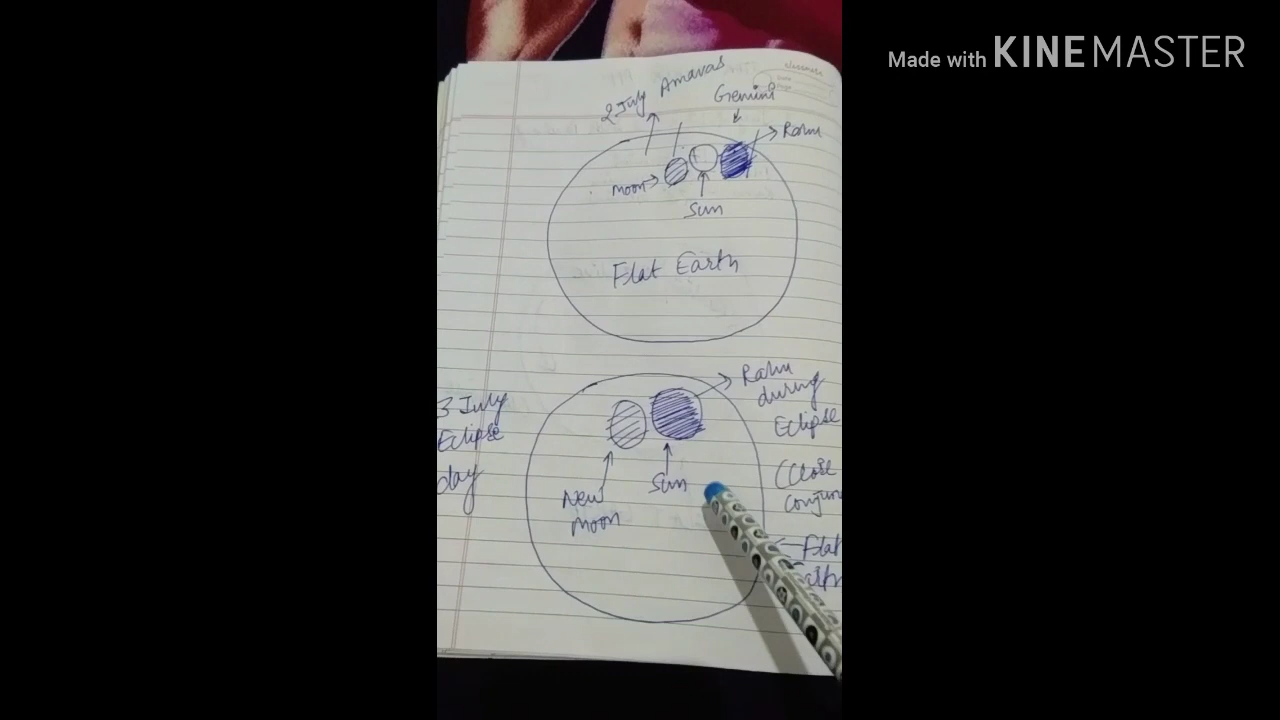 Made with KINEMASTER
2 July Amavas
Gemini
Rahu
Moon
Sun
Flat Earth
3 July
Eclipse
day
Rahu
during
Eclipse
(Close
Conjun
New
Moon
Sun
Flat